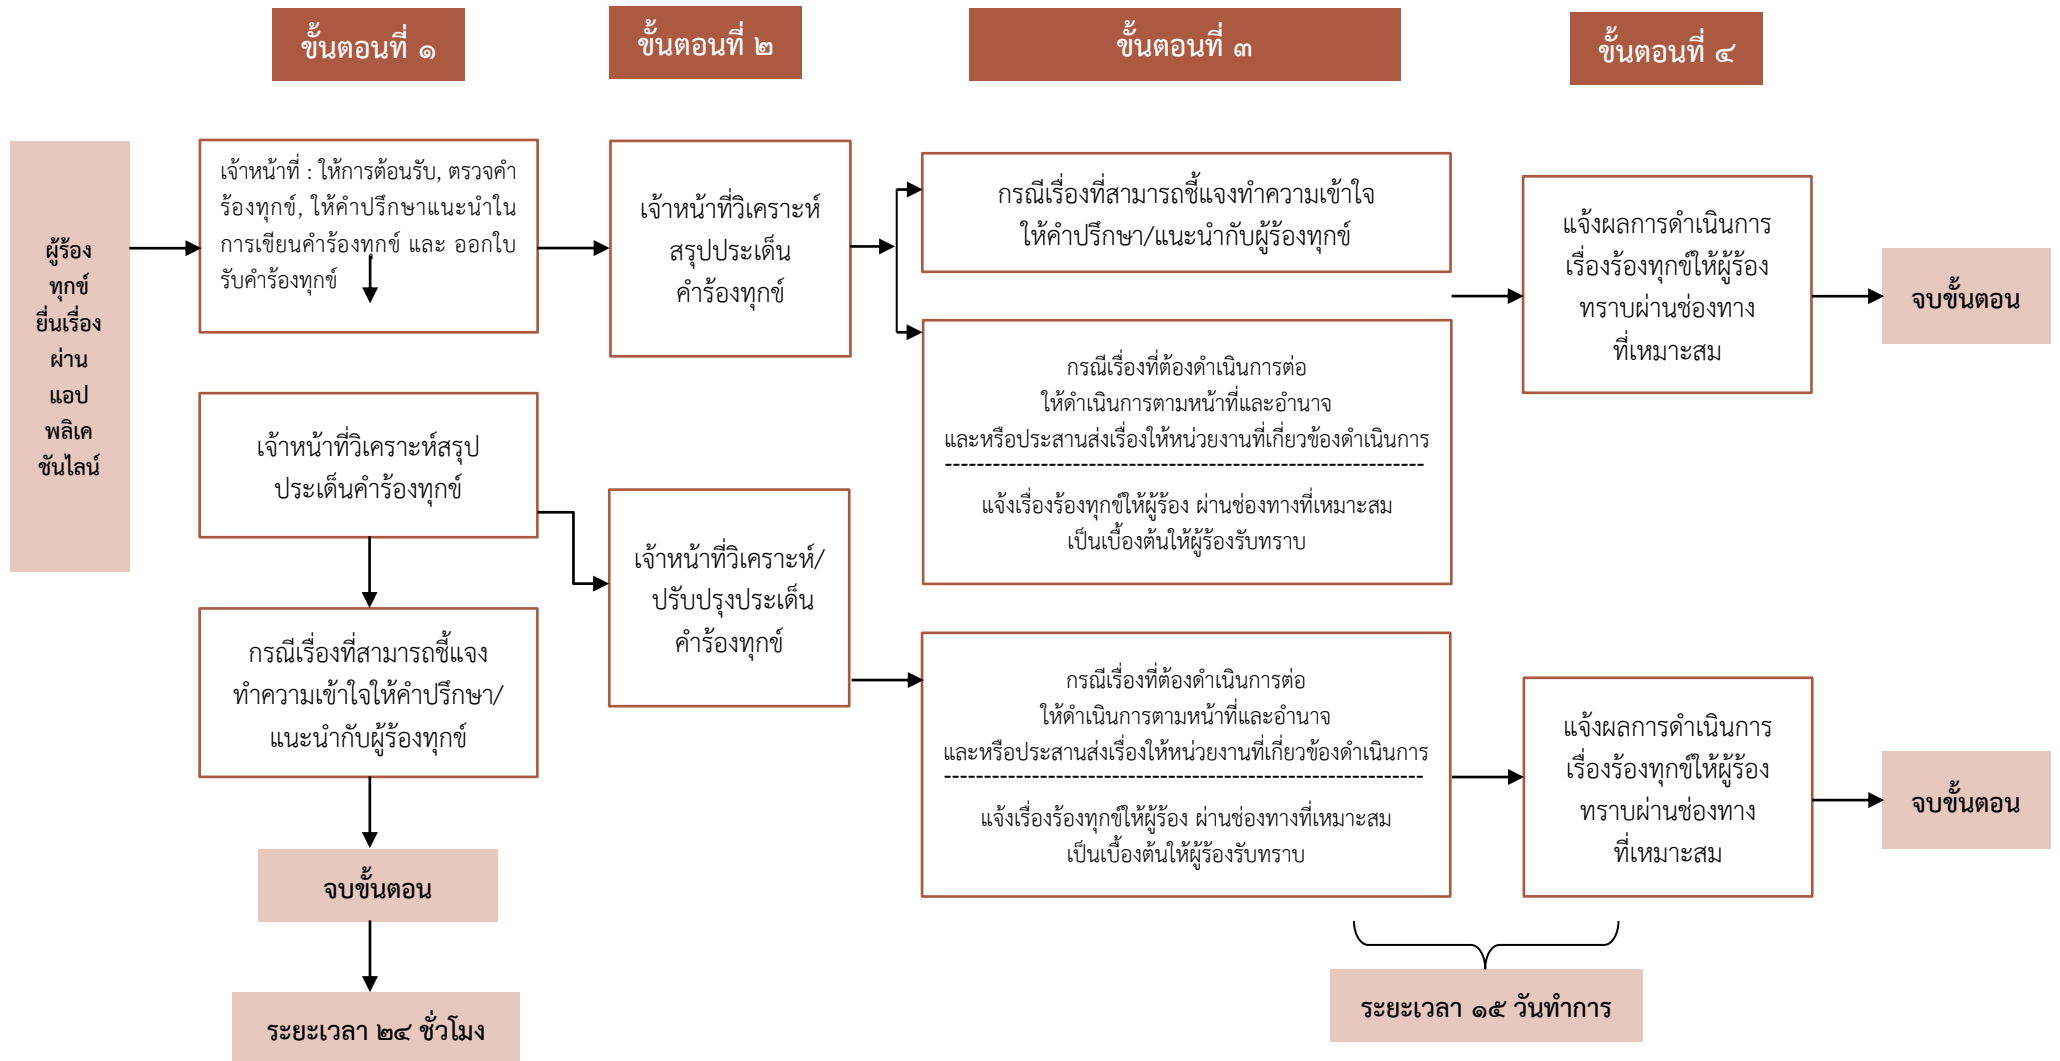 ขั้นตอนที่ ๑
ขั้นตอนที่ ๒
ขั้นตอนที่ ๓
ขั้นตอนที่ ๔
ผู้ร้อง
ทุกข์
ยื่นเรื่อง
ผ่าน
แอป
พลิเค
ชันไลน์
เจ้าหน้าที่ : ให้การต้อนรับ, ตรวจคำ
ร้องทุกข์, ให้คำปรึกษาแนะนำใน
การเขียนคำร้องทุกข์ และ ออกใบ
รับคำร้องทุกข์
เจ้าหน้าที่วิเคราะห์
สรุปประเด็น
คำร้องทุกข์
กรณีเรื่องที่สามารถชี้แจงทำความเข้าใจ
ให้คำปรึกษา/แนะนำกับผู้ร้องทุกข์
กรณีเรื่องที่ต้องดำเนินการต่อ
ให้ดำเนินการตามหน้าที่และอำนาจ
และหรือประสานส่งเรื่องให้หน่วยงานที่เกี่ยวข้องดำเนินการ
แจ้งเรื่องร้องทุกข์ให้ผู้ร้อง ผ่านช่องทางที่เหมาะสม
เป็นเบื้องต้นให้ผู้ร้องรับทราบ
แจ้งผลการดำเนินการ
เรื่องร้องทุกข์ให้ผู้ร้อง
ทราบผ่านช่องทาง
ที่เหมาะสม
จบขั้นตอน
เจ้าหน้าที่วิเคราะห์สรุป
ประเด็นคำร้องทุกข์
เจ้าหน้าที่วิเคราะห์/
ปรับปรุงประเด็น
คำร้องทุกข์
กรณีเรื่องที่สามารถชี้แจง
ทำความเข้าใจให้คำปรึกษา/
แนะนำกับผู้ร้องทุกข์
กรณีเรื่องที่ต้องดำเนินการต่อ
ให้ดำเนินการตามหน้าที่และอำนาจ
และหรือประสานส่งเรื่องให้หน่วยงานที่เกี่ยวข้องดำเนินการ
แจ้งเรื่องร้องทุกข์ให้ผู้ร้อง ผ่านช่องทางที่เหมาะสม
เป็นเบื้องต้นให้ผู้ร้องรับทราบ
แจ้งผลการดำเนินการ
เรื่องร้องทุกข์ให้ผู้ร้อง
ทราบผ่านช่องทาง
ที่เหมาะสม
จบขั้นตอน
จบขั้นตอน
ระยะเวลา ๒๔ ชั่วโมง
ระยะเวลา ๑๕ วันทำการ